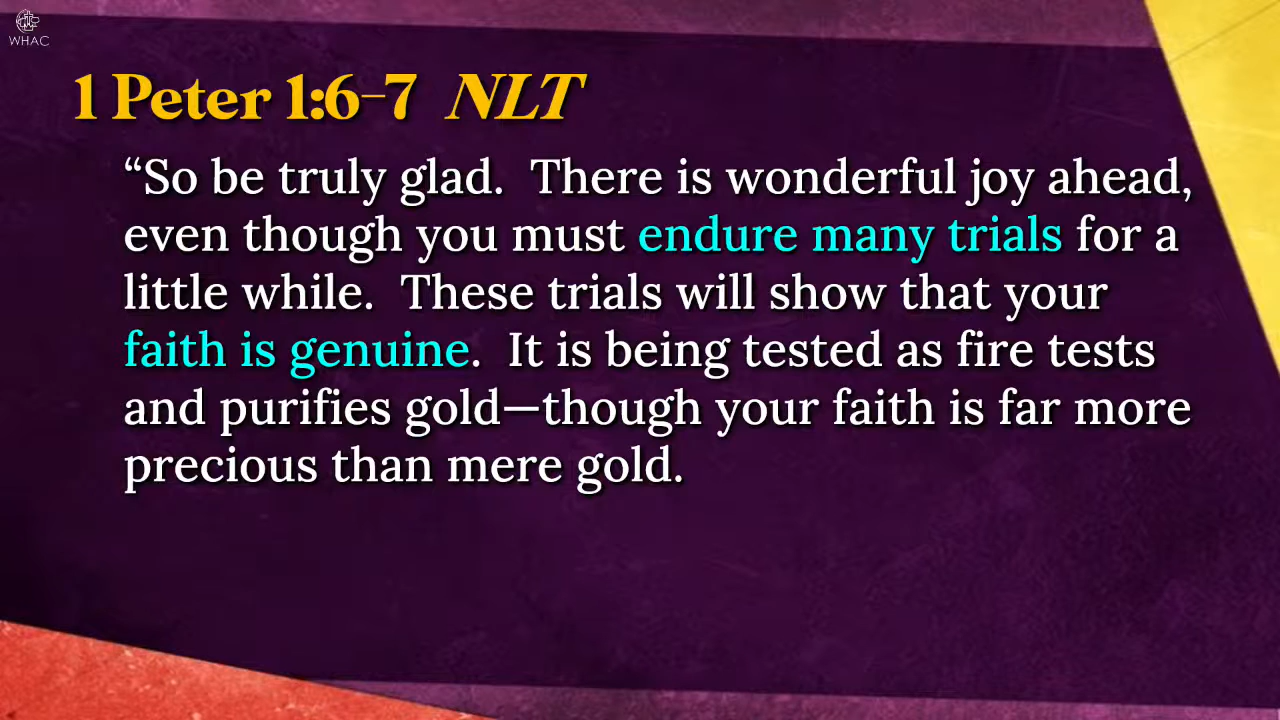 WHAC
1 Peter 1:6–7 NLT
“So be truly glad.  There is wonderful joy ahead,
even though you must endure many trials for a
little while.  These trials will show that your
faith is genuine.  It is being tested as fire tests
and purifies gold—though your faith is far more
precious than mere gold.